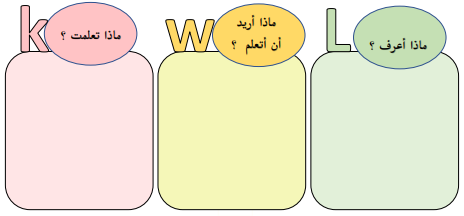 K
ماذا تعلمت ؟
W
ماذا أريد
أن أتعلم ؟
L
ماذا أعرف ؟